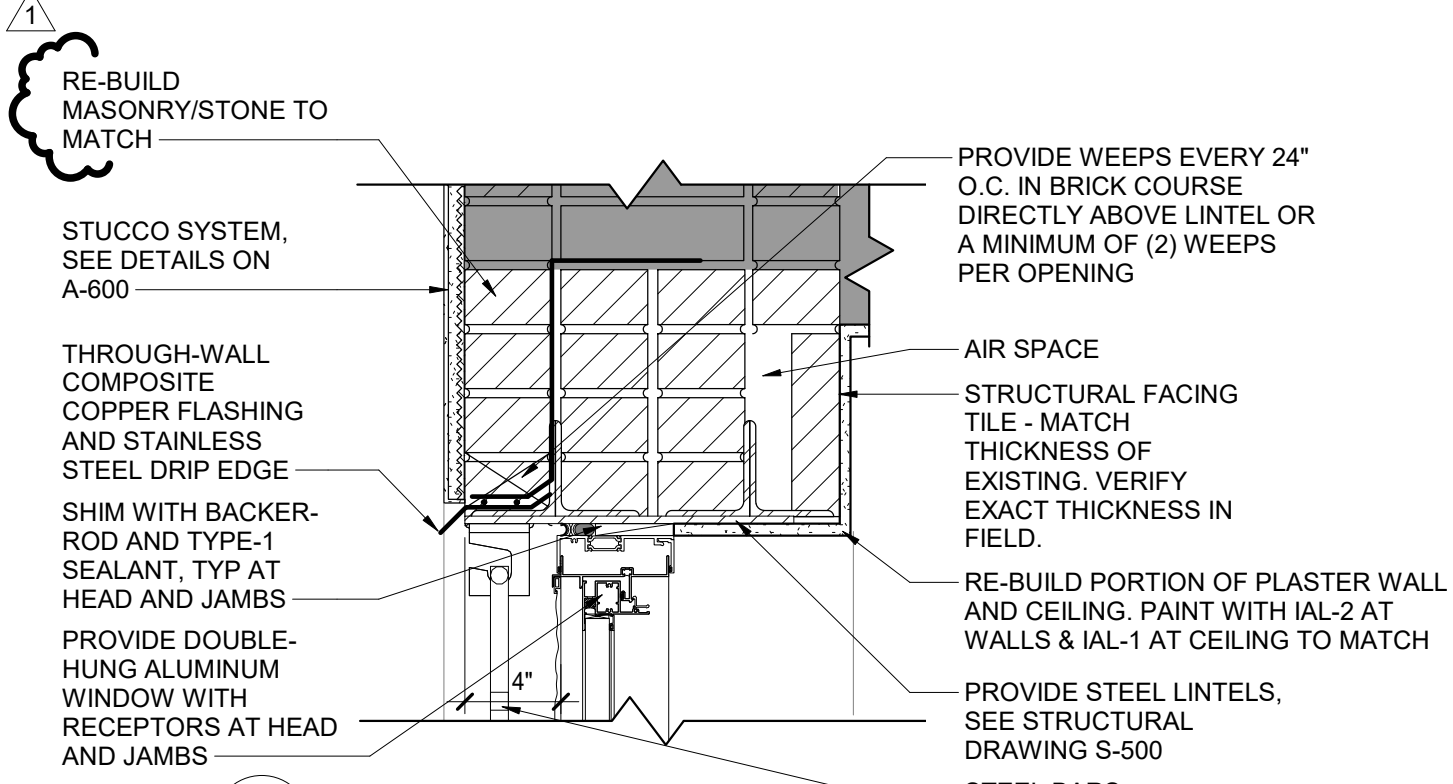 1
RE-BUILD
MASONRY/STONE TO
MATCH
STUCCO SYSTEM,
SEE DETAILS ON
A-600
THROUGH-WALL
COMPOSITE
COPPER FLASHING
AND STAINLESS
STEEL DRIP EDGE
SHIM WITH BACKER-
ROD AND TYPE-1
SEALANT, TYP AT
HEAD AND JAMBS
PROVIDE DOUBLE-
HUNG ALUMINUM
WINDOW WITH
RECEPTORS AT HEAD
AND JAMBS
4"
PROVIDE WEEPS EVERY 24"
O.C. IN BRICK COURSE
DIRECTLY ABOVE LINTEL OR
A MINIMUM OF (2) WEEPS
PER OPENING
AIR SPACE
STRUCTURAL FACING
TILE - MATCH
THICKNESS OF
EXISTING. VERIFY
EXACT THICKNESS IN
FIELD.
RE-BUILD PORTION OF PLASTER WALL
AND CEILING. PAINT WITH IAL-2 AT
WALLS & IAL-1 AT CEILING TO MATCH
PROVIDE STEEL LINTELS,
SEE STRUCTURAL
DRAWING S-500
STEEL BARS